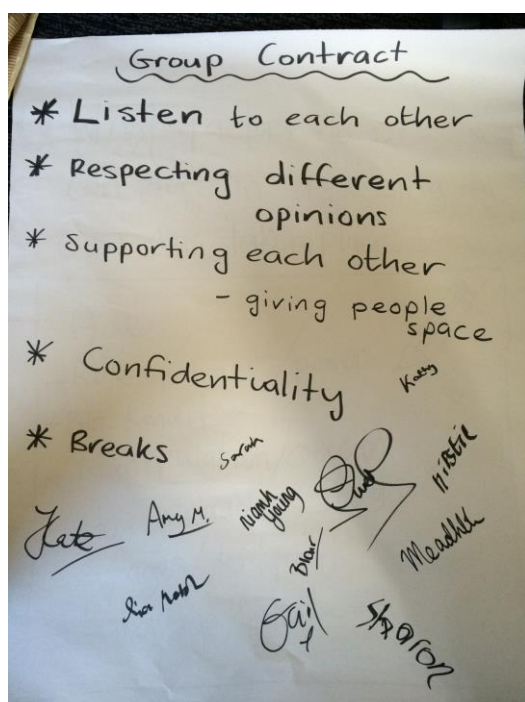 Group Contract
* Listen to each other
* Respecting different
opinions
* Supporting each other
- giving people
space
* Confidentiality
Kathy
* Breaks
Sarah
Kate
Amy M.
Niamh
Young
Blair
Gail
Sharon